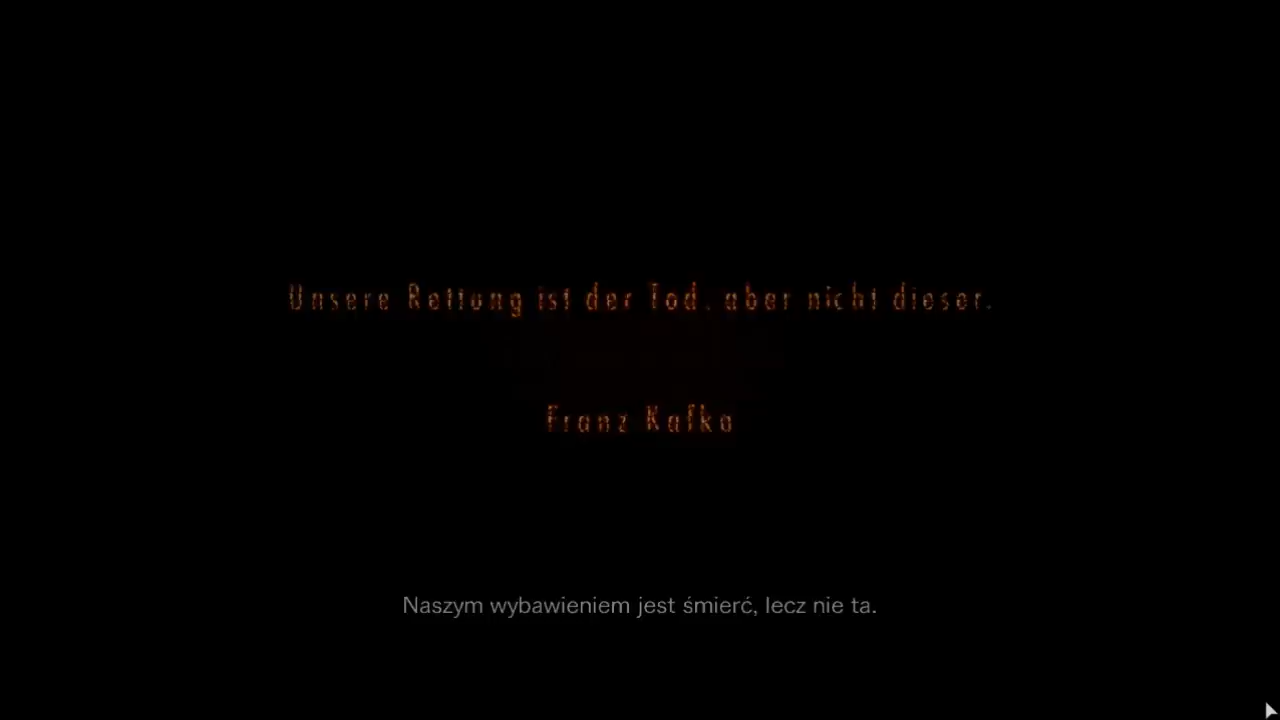 Unsere Rettung ist der Tod, aber nicht dieser.
Franz Kafka
Naszym wybawieniem jest śmierć, lecz nie ta.